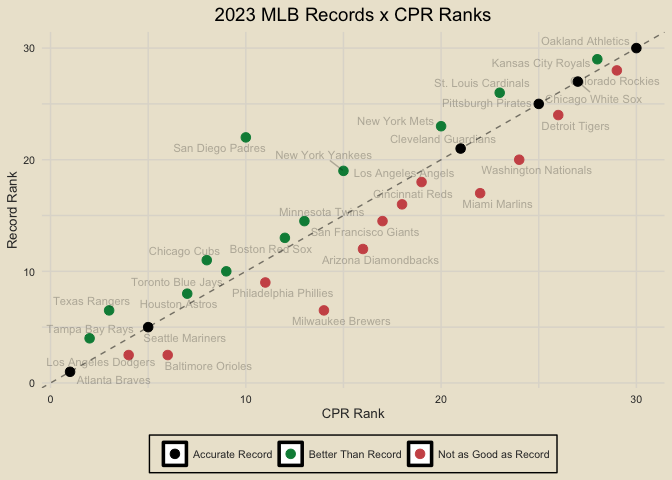 2023 MLB Records x CPR Ranks
Oakland Athletics
Kansas City Royals
Colorado Rockies
St. Louis Cardinals
Pittsburgh Pirates
Chicago White Sox
New York Mets
Detroit Tigers
Cleveland Guardians
San Diego Padres
New York Yankees
Los Angeles Angels
Washington Nationals
Cincinnati Reds
Miami Marlins
Minnesota Twins
San Francisco Giants
Chicago Cubs
Boston Red Sox
Arizona Diamondbacks
Toronto Blue Jays
Philadelphia Phillies
Texas Rangers
Houston Astros
Milwaukee Brewers
Tampa Bay Rays
Seattle Mariners
Los Angeles Dodgers
Baltimore Orioles
Atlanta Braves
30
20
10
0
Record Rank
0 10 20 30
CPR Rank
Accurate Record Better Than Record Not as Good as Record